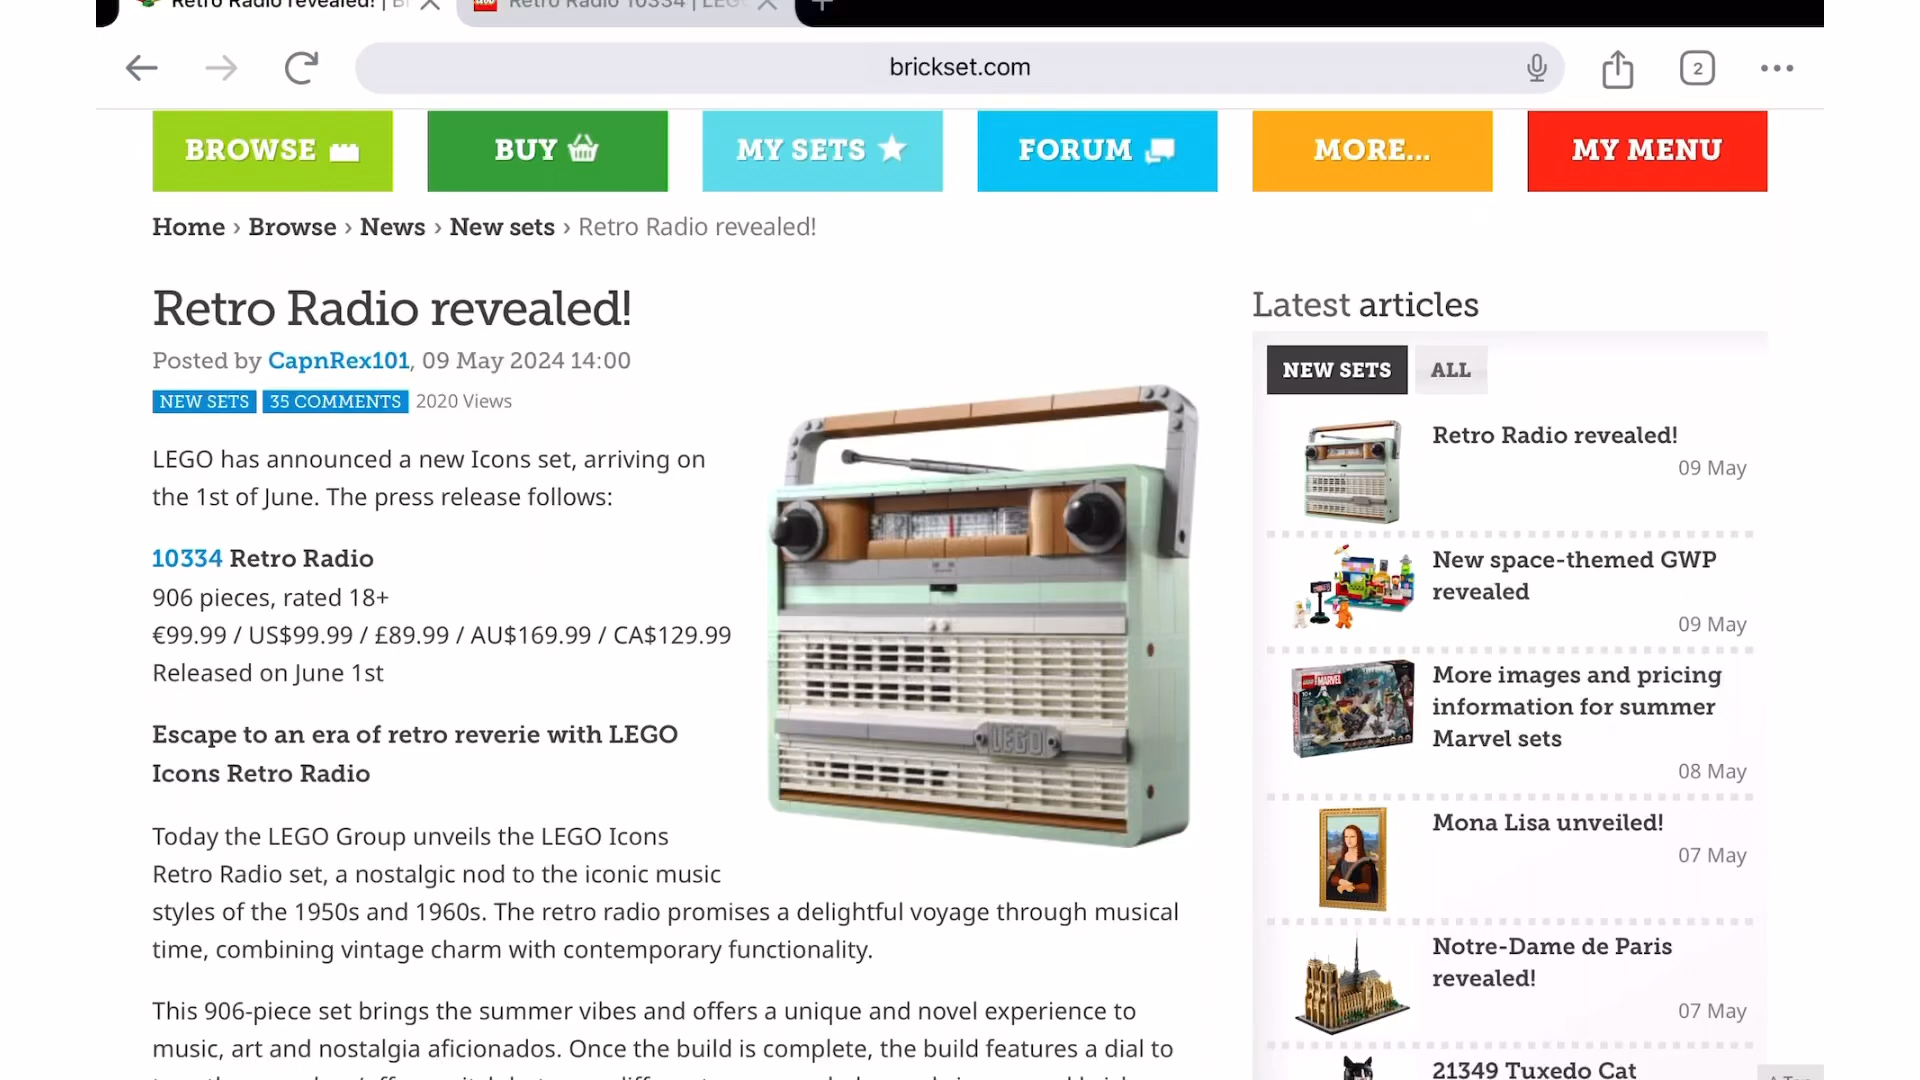 Retro Radio revealed! | Br
Retro Radio 10334 | LEG
brickset.com
2
BROWSE
BUY
MY SETS
FORUM
MORE...
MY MENU
Home › Browse › News › New sets › Retro Radio revealed!
Retro Radio revealed!
Posted by CapnRex101, 09 May 2024 14:00
NEW SETS 35 COMMENTS 2020 Views
LEGO has announced a new Icons set, arriving on
the 1st of June. The press release follows:
10334 Retro Radio
906 pieces, rated 18+
€99.99 / US$99.99 / £89.99 / AU$169.99 / CA$129.99
Released on June 1st
Escape to an era of retro reverie with LEGO
Icons Retro Radio
Today the LEGO Group unveils the LEGO Icons
Retro Radio set, a nostalgic nod to the iconic music
styles of the 1950s and 1960s. The retro radio promises a delightful voyage through musical
time, combining vintage charm with contemporary functionality.
This 906-piece set brings the summer vibes and offers a unique and novel experience to
music, art and nostalgia aficionados. Once the build is complete, the build features a dial to
LEGO
Latest articles
NEW SETS
ALL
Retro Radio revealed!
09 May
New space-themed GWP
revealed
09 May
MARVEL
More images and pricing
information for summer
Marvel sets
08 May
Mona Lisa unveiled!
07 May
Notre-Dame de Paris
revealed!
07 May
21349 Tuxedo Cat